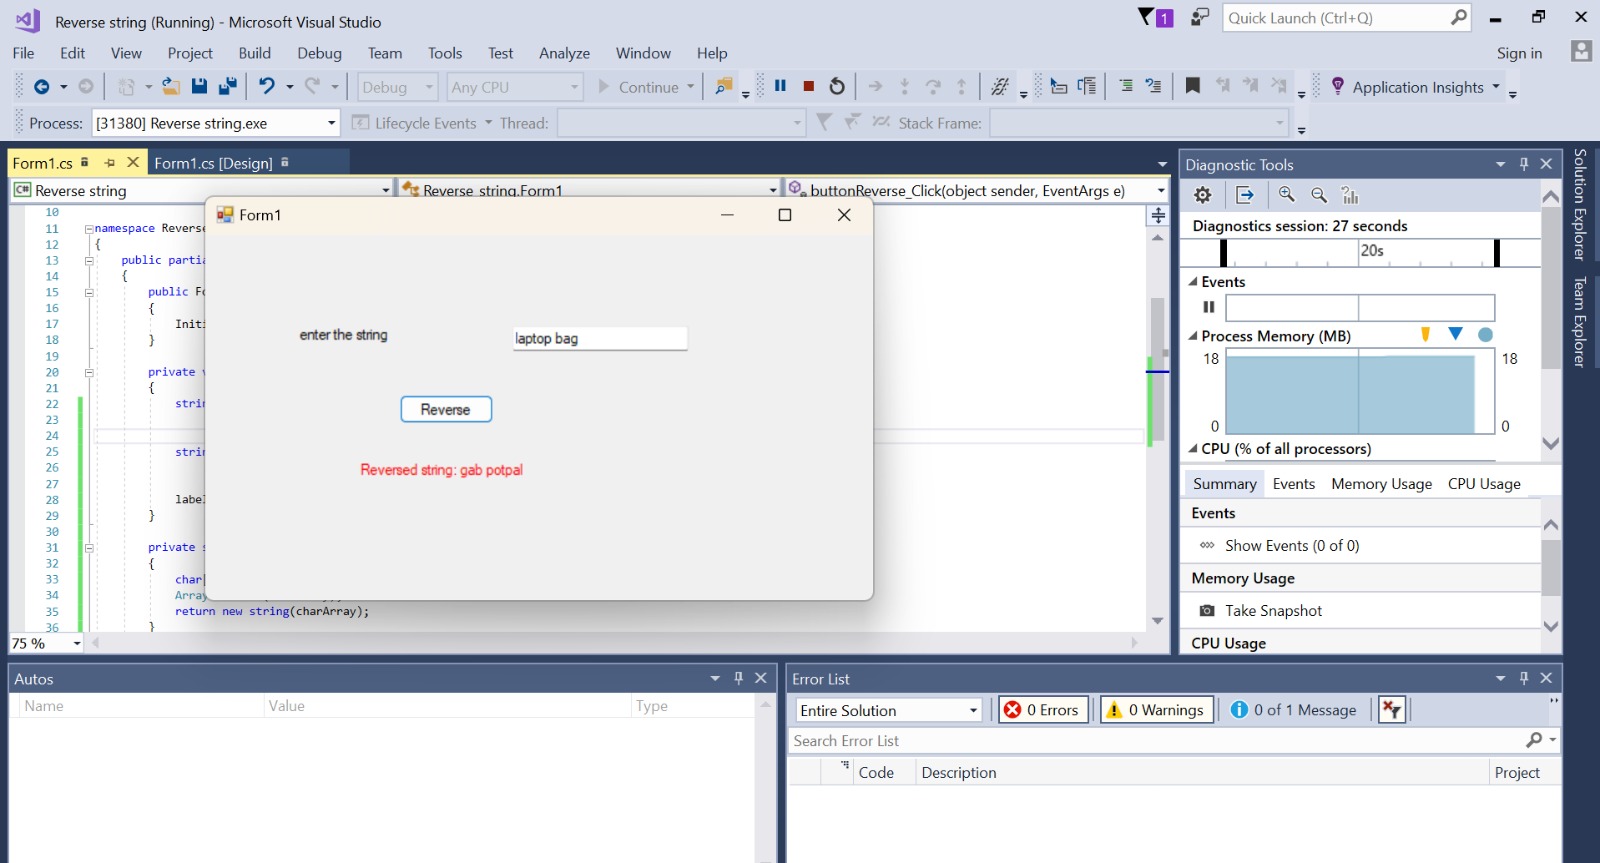 Reverse string (Running) - Microsoft Visual Studio
1
Quick Launch (Ctrl+Q)
File Edit View Project Build Debug Team Tools Test Analyze Window Help
Sign in
Debug Any CPU Continue Application Insights
Process: [31380] Reverse string.exe Lifecycle Events Thread: Stack Frame:
Form1.cs Form1.cs [Design]
C# Reverse string Reverse string.Form1 buttonReverse_Click(object sender, EventArgs e)
Form1
10
11 namespace Reverse
12 {
13 public partia
14 {
15 public Fo
16 {
17 Initi
18 }
19
20 private v
21 {
22 strin
23
24
25 strin
26
27
28 label
29 }
30
31 private s
32 {
33 char[
34 Array
35 return new string(charArray);
36 }
75 %
enter the string
laptop bag
Reverse
Reversed string: gab potpal
Diagnostic Tools
Diagnostics session: 27 seconds
20s
Events
Process Memory (MB)
18 18
0 0
CPU (% of all processors)
Summary Events Memory Usage CPU Usage
Events
Show Events (0 of 0)
Memory Usage
Take Snapshot
CPU Usage
Solution Explorer
Team Explorer
Autos
Name Value Type
Error List
Entire Solution 0 Errors 0 Warnings 0 of 1 Message
Search Error List
Code Description Project